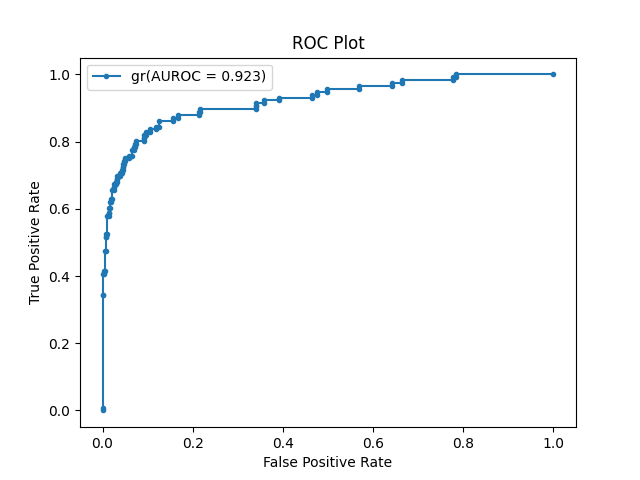 ROC Plot
gr(AUROC = 0.923)
1.0
0.8
0.6
0.4
0.2
0.0
True Positive Rate
0.0 0.2 0.4 0.6 0.8 1.0
False Positive Rate